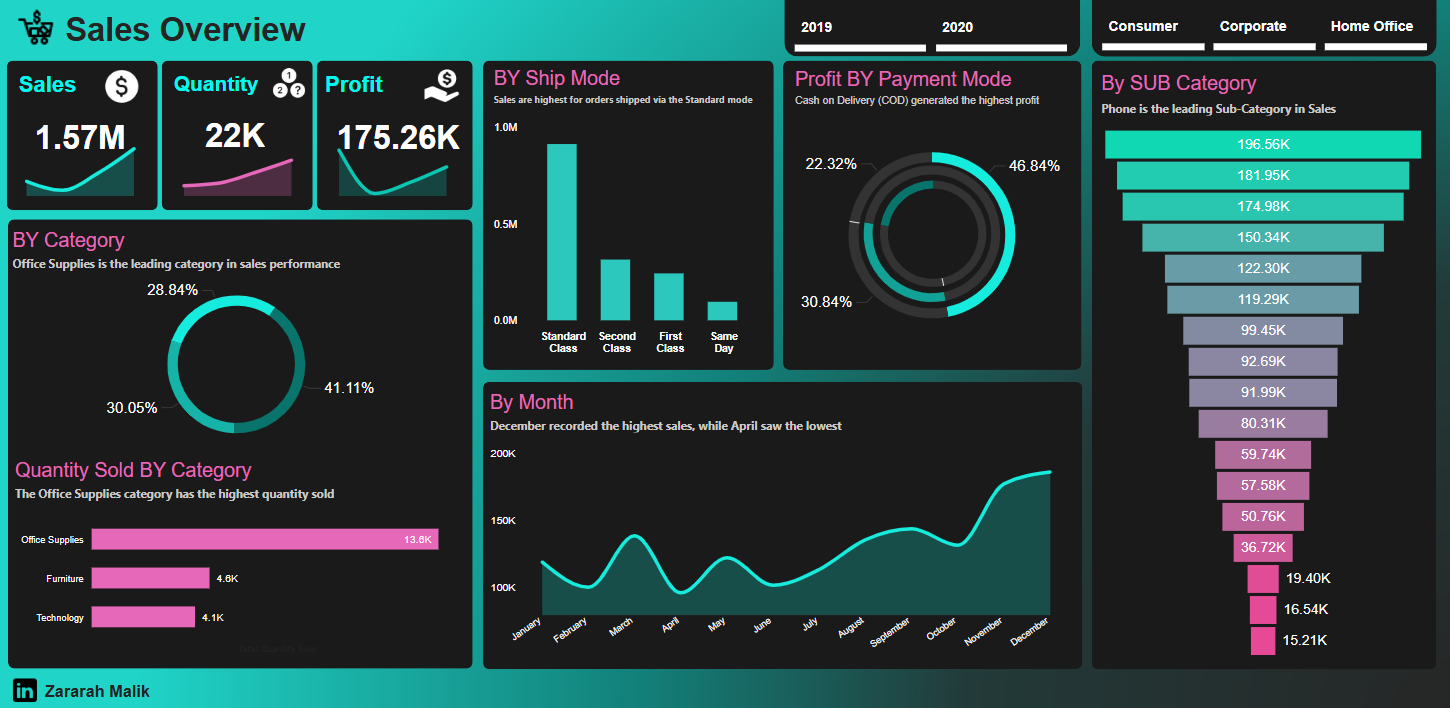 Sales Overview
2019
2020
Consumer
Corporate
Home Office
Sales
$
1.57M
Quantity
1
2
?
22K
Profit
$
175.26K
BY Category
Office Supplies is the leading category in sales performance
28.84%
41.11%
30.05%
Quantity Sold BY Category
The Office Supplies category has the highest quantity sold
Office Supplies
13.6K
Furniture
4.6K
Technology
4.1K
BY Ship Mode
Sales are highest for orders shipped via the Standard mode
1.0M
0.5M
0.0M
Standard
Class
Second
Class
First
Class
Same
Day
Profit BY Payment Mode
Cash on Delivery (COD) generated the highest profit
22.32%
46.84%
30.84%
By Month
December recorded the highest sales, while April saw the lowest
200K
150K
100K
January
February
March
April
May
June
July
August
September
October
November
December
By SUB Category
Phone is the leading Sub-Category in Sales
196.56K
181.95K
174.98K
150.34K
122.30K
119.29K
99.45K
92.69K
91.99K
80.31K
59.74K
57.58K
50.76K
36.72K
19.40K
16.54K
15.21K
in
Zararah Malik